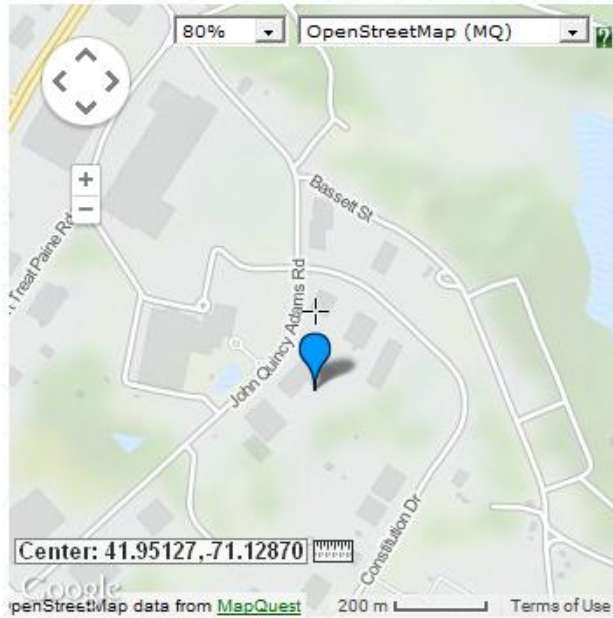 80% OpenStreetMap (MQ) ?
+
−
Bassett St
Treat Paine Rd
John Quincy Adams Rd
Constitution Dr
Center: 41.95127,-71.12870
Google
OpenStreetMap data from MapQuest 200 m Terms of Use